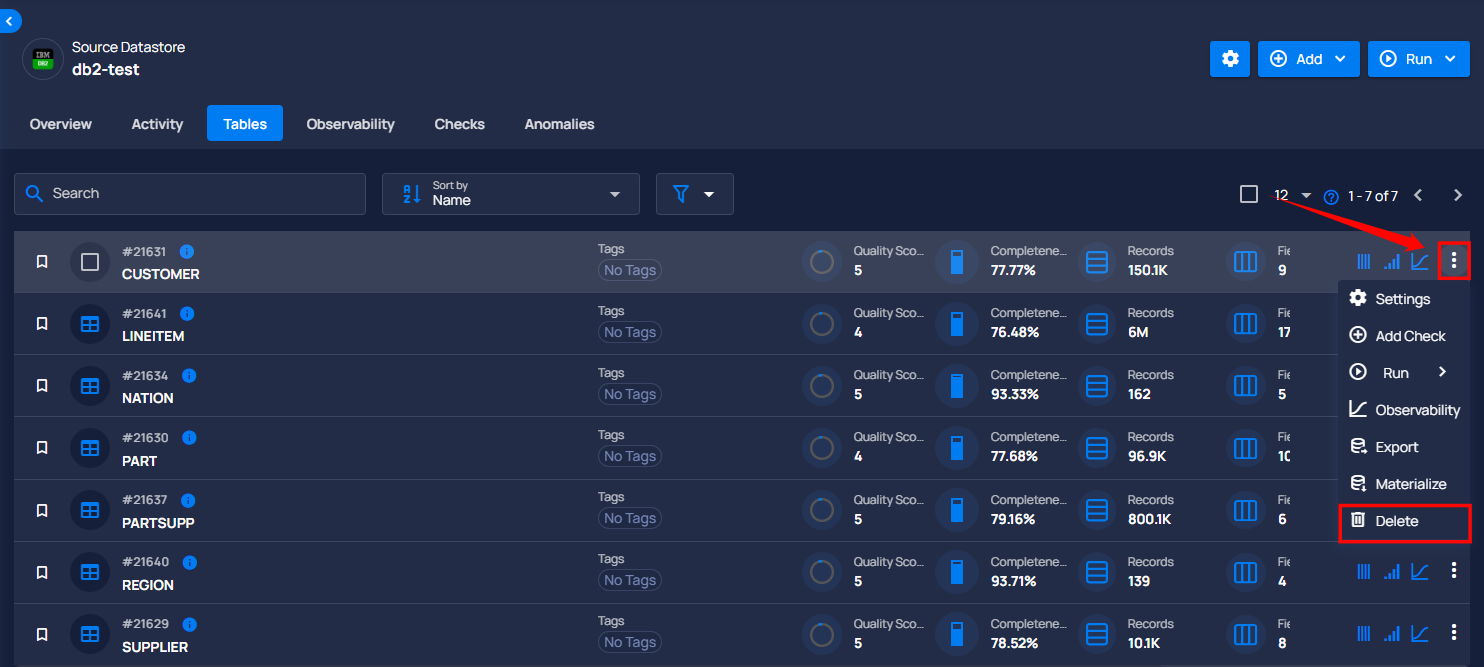 Source Datastore
IBM
DB2
db2-test
Add
Run
Overview
Activity
Tables
Observability
Checks
Anomalies
Search
Sort by
Name
12
1 - 7 of 7
#21631
CUSTOMER
Tags
No Tags
Quality Sco...
5
Completene...
77.77%
Records
150.1K
Fie
9
#21641
LINEITEM
Tags
No Tags
Quality Sco...
4
Completene...
76.48%
Records
6M
Fie
17
#21634
NATION
Tags
No Tags
Quality Sco...
5
Completene...
93.33%
Records
162
Fie
5
#21630
PART
Tags
No Tags
Quality Sco...
4
Completene...
77.68%
Records
96.9K
Fie
10
#21637
PARTSUPP
Tags
No Tags
Quality Sco...
5
Completene...
79.16%
Records
800.1K
Fie
6
#21640
REGION
Tags
No Tags
Quality Sco...
5
Completene...
93.71%
Records
139
Fie
4
#21629
SUPPLIER
Tags
No Tags
Quality Sco...
5
Completene...
78.52%
Records
10.1K
Fie
8
Settings
Add Check
Run
Observability
Export
Materialize
Delete